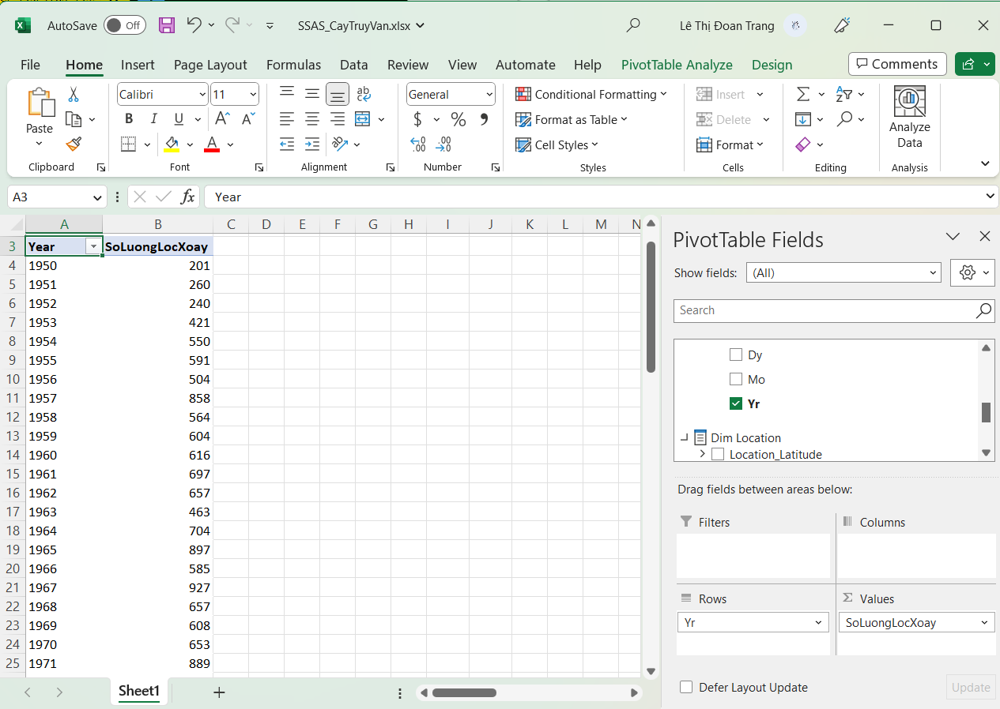 AutoSave Off SSAS_CayTruyVan.xlsx Lê Thị Đoan Trang
File Home Insert Page Layout Formulas Data Review View Automate Help PivotTable Analyze Design Comments
Paste
Calibri 11
B I U A A
A
ab
General
$ % 9
Conditional Formatting
Format as Table
Cell Styles
Insert
Delete
Format
Analyze
Data
Clipboard Font Alignment Number Styles Cells Editing Analysis
A3 fx Year
A B C D E F G H I J K L M N
3 Year SoLuongLocXoay
4 1950 201
5 1951 260
6 1952 240
7 1953 421
8 1954 550
9 1955 591
10 1956 504
11 1957 858
12 1958 564
13 1959 604
14 1960 616
15 1961 697
16 1962 657
17 1963 463
18 1964 704
19 1965 897
20 1966 585
21 1967 927
22 1968 657
23 1969 608
24 1970 653
25 1971 889
Sheet1
PivotTable Fields
Show fields: (All)
Search
Dy
Mo
Yr
Dim Location
Location_Latitude
Drag fields between areas below:
Filters Columns
Rows Σ Values
Yr SoLuongLocXoay
Defer Layout Update Update